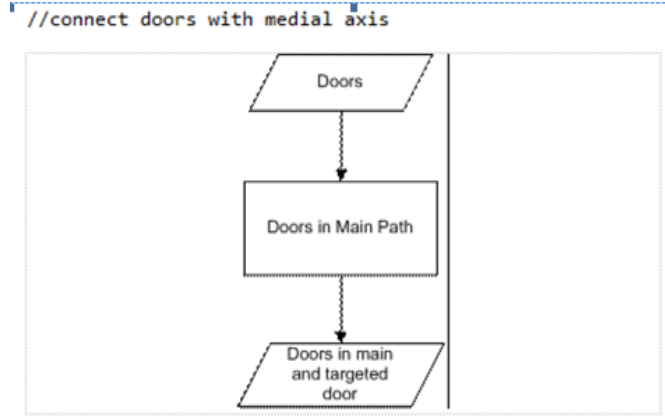 //connect doors with medial axis
Doors
Doors in Main Path
Doors in main
and targeted
door